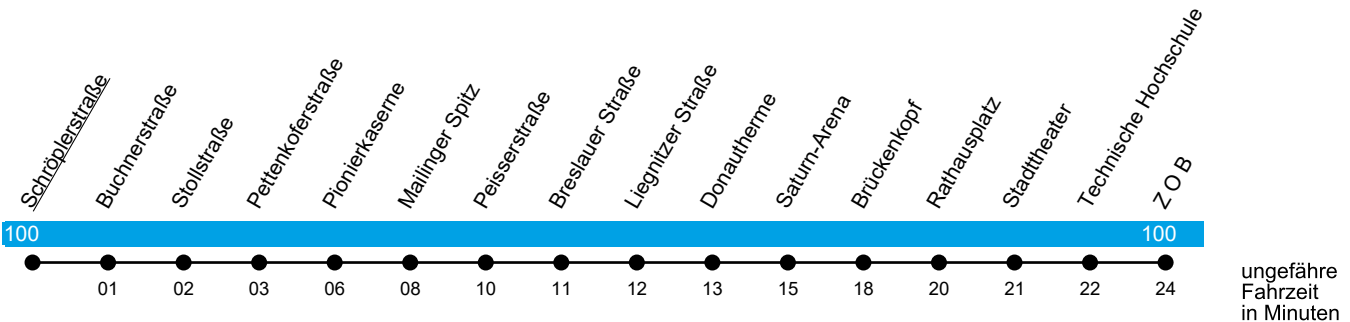 Schröplerstraße
Buchnerstraße
Stollstraße
Pettenkoferstraße
Pionierkaserne
Mailinger Spitz
Peisserstraße
Breslauer Straße
Liegnitzer Straße
Donautherme
Saturn-Arena
Brückenkopf
Rathausplatz
Stadttheater
Technische Hochschule
Z O B
100 100
01 02 03 06 08 10 11 12 13 15 18 20 21 22 24
ungefähre
Fahrzeit
in Minuten